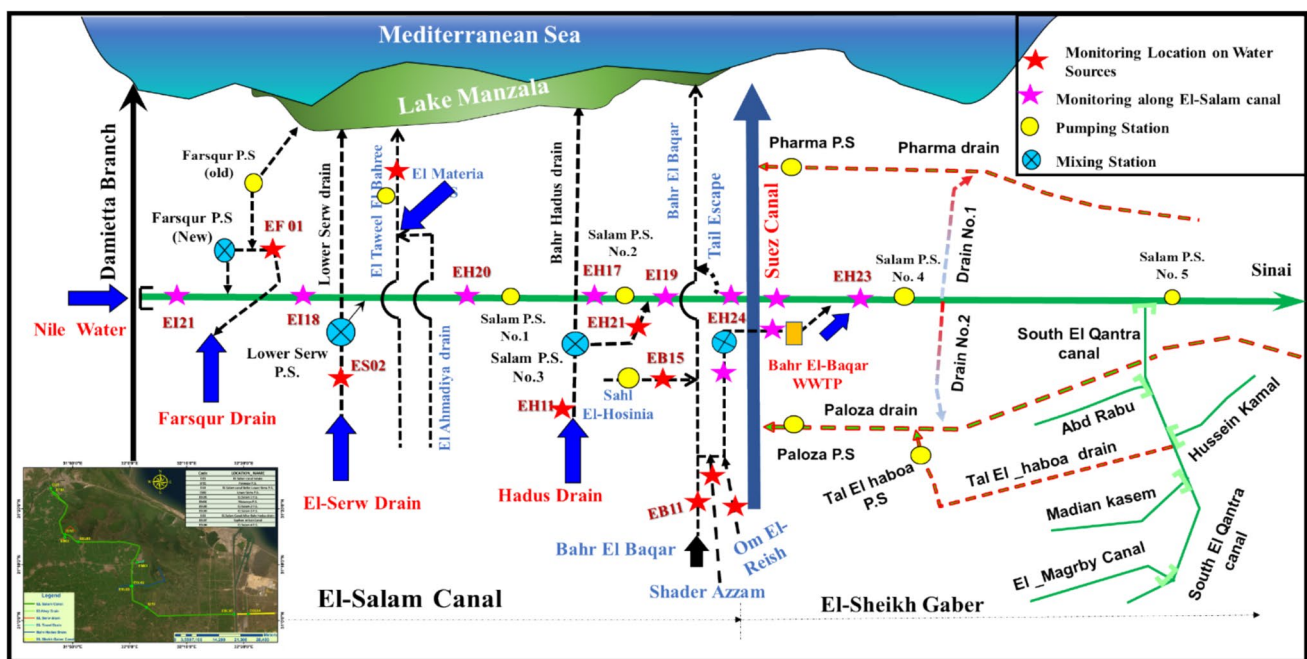 Mediterranean Sea
Lake Manzala
Monitoring Location on Water
Sources
Monitoring along El-Salam canal
Pumping Station
Mixing Station
Damietta Branch
Farsqur P.S
(old)
Farsqur P.S
(New)
EF 01
Lower Serw drain
El Taweel El Bahree
El Materia
El Ahmadiya drain
Bahr Hadus drain
Bahr El Baqar
Tail Escape
Suez Canal
Pharma P.S
Pharma drain
Drain No.1
Drain No.2
Nile Water
EI21
EI18
EH20
EH17
Salam P.S.
No.2
EI19
EH24
EH23
Salam P.S.
No. 4
Salam P.S.
No. 5
Sinai
Lower Serw
P.S.
ES02
Salam P.S.
No.1
Salam P.S.
No.3
EH21
EH11
EB15
Sahl
El-Hosinia
Bahr El-Baqar
WWTP
South El Qantra
canal
Farsqur Drain
El-Serw Drain
Hadus Drain
EB11
Bahr El Baqar
Shader Azzam
Om El-
Reish
Paloza drain
Paloza P.S
Tal El haboa
P.S
Tal El _haboa drain
Abd Rabu
Hussein Kamal
Madian kasem
El _Magrby Canal
South El Qantra
canal
El-Salam Canal
El-Sheikh Gaber
Legend